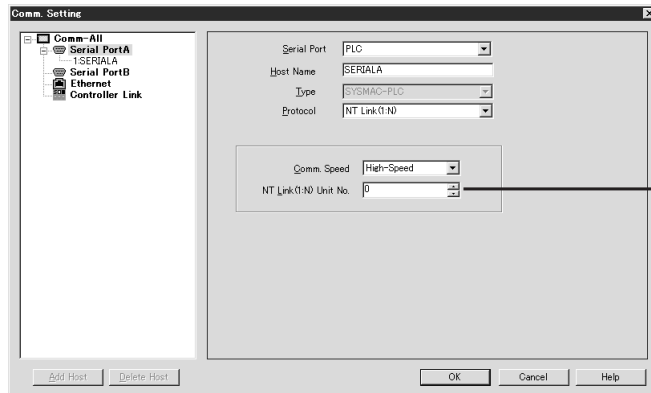 Comm. Setting
Comm-All
Serial PortA
1:SERIALA
Serial PortB
Ethernet
Controller Link
Serial Port PLC
Host Name SERIALA
Type SYSMAC-PLC
Protocol NT Link(1:N)
Comm. Speed High-Speed
NT Link(1:N) Unit No. 0
Add Host Delete Host OK Cancel Help